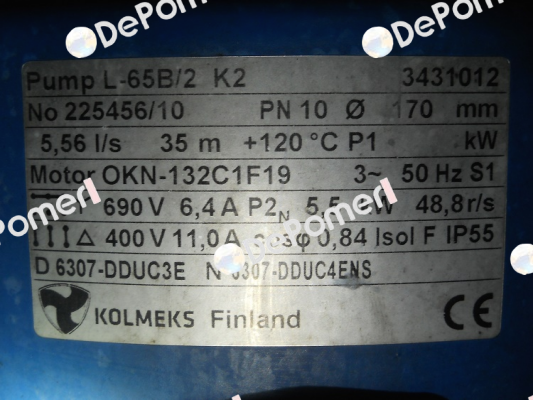 Pump L-65B/2 K2 3431012
No 225456/10 PN 10 Ø 170 mm
5,56 l/s 35 m +120 °C P1 kW
Motor OKN-132C1F19 3~ 50 Hz S1
690 V 6,4 A P2N 5,5 kW 48,8 r/s
△ 400 V 11,0 A cosφ 0,84 Isol F IP55
D 6307-DDUC3E N 6307-DDUC4ENS
KOLMEKS Finland CE
DePomeri
DePomeri
DePomeri